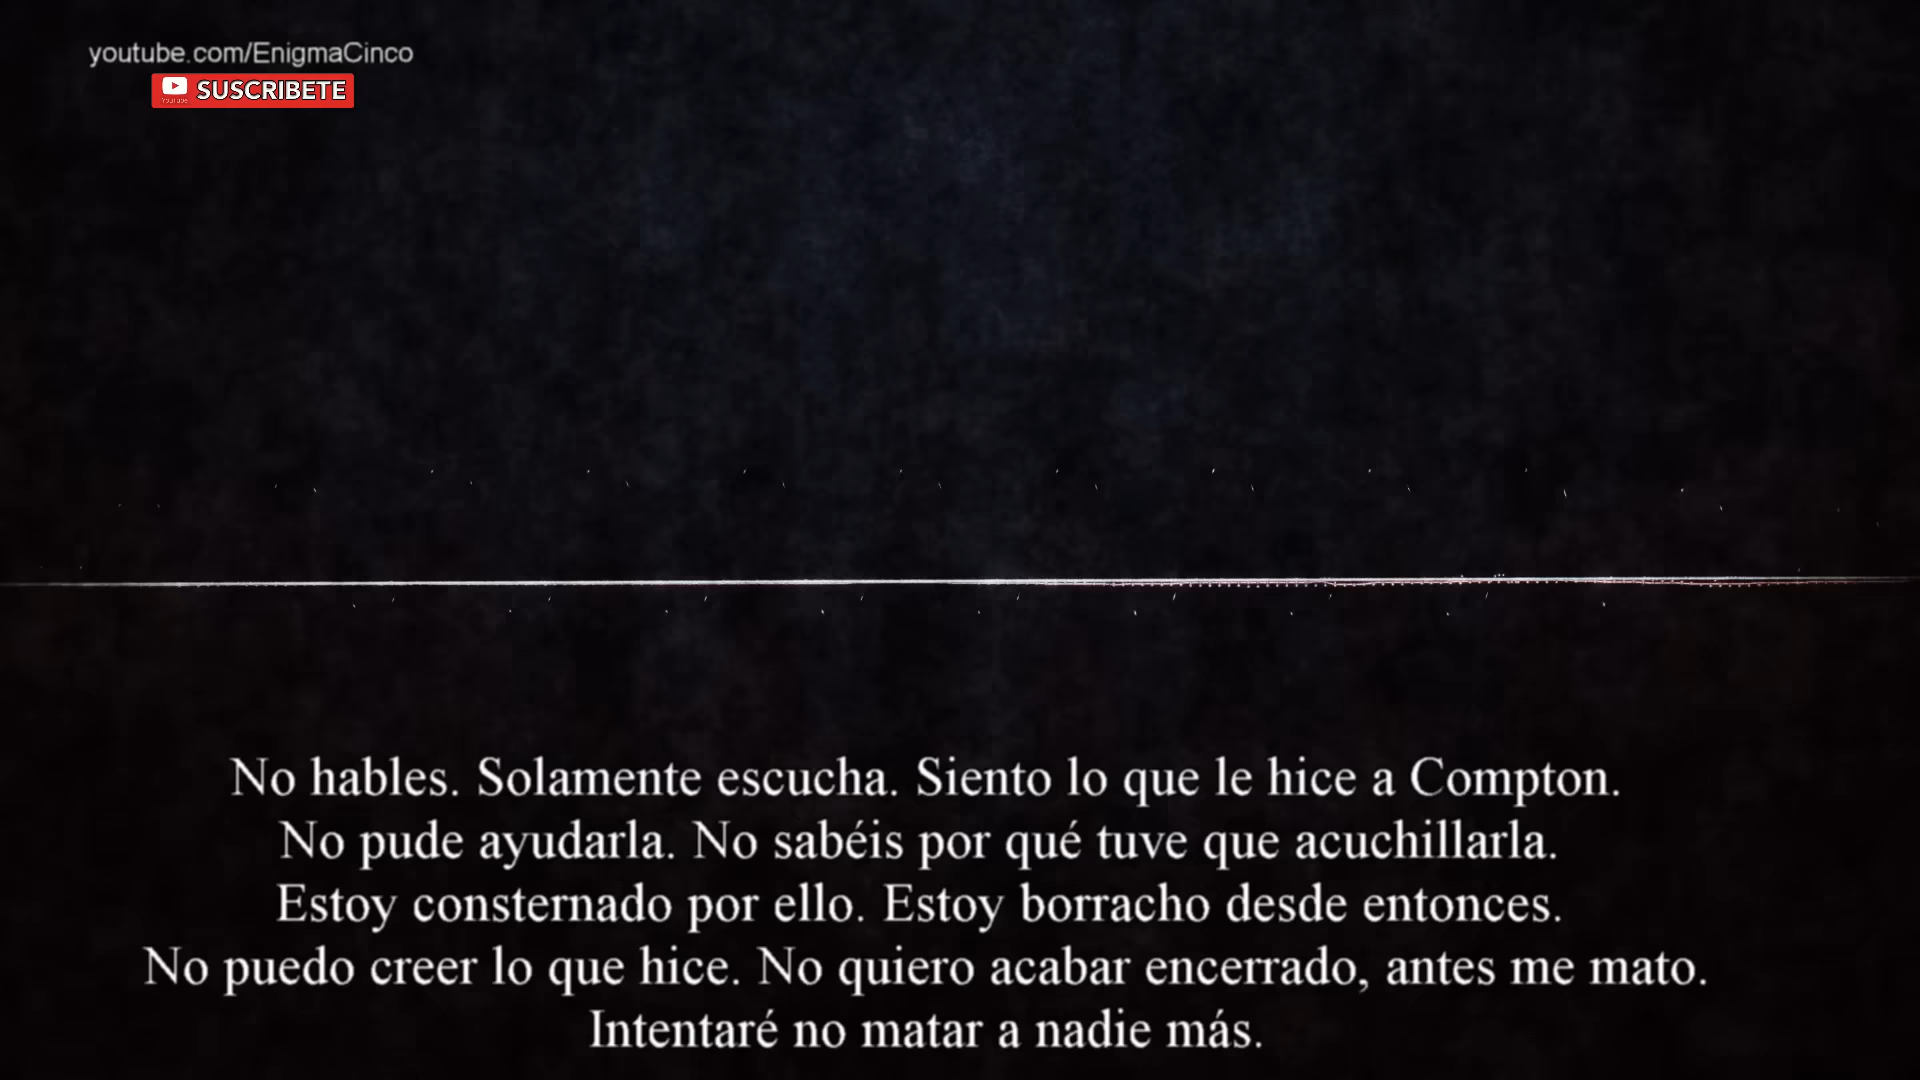 youtube.com/EnigmaCinco
YouTube
SUSCRIBETE
No hables. Solamente escucha. Siento lo que le hice a Compton.
No pude ayudarla. No sabéis por qué tuve que acuchillarla.
Estoy consternado por ello. Estoy borracho desde entonces.
No puedo creer lo que hice. No quiero acabar encerrado, antes me mato.
Intentaré no matar a nadie más.